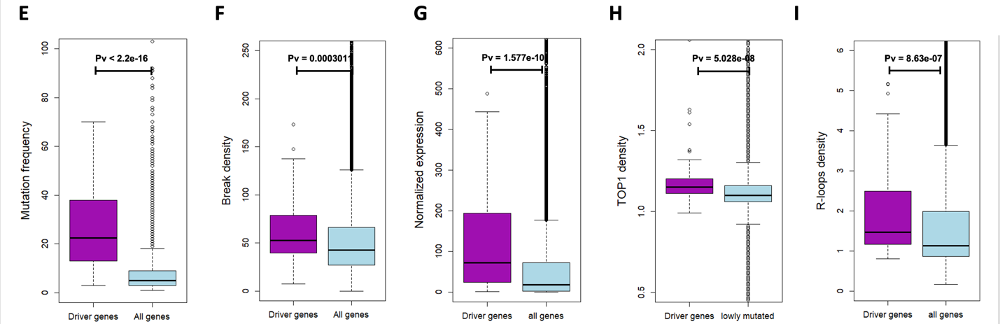 E
F
G
H
I
Mutation frequency
0
20
40
60
80
100
Pv < 2.2e-16
Driver genes
All genes
Break density
0
50
100
150
200
250
Pv = 0.0003011
Driver genes
All genes
Normalized expression
0
100
200
300
400
500
600
Pv = 1.577e-10
Driver genes
all genes
TOP1 density
0.5
1.0
1.5
2.0
Pv = 5.028e-08
Driver genes
lowly mutated
R-loops density
0
1
2
3
4
5
6
Pv = 8.63e-07
Driver genes
all genes